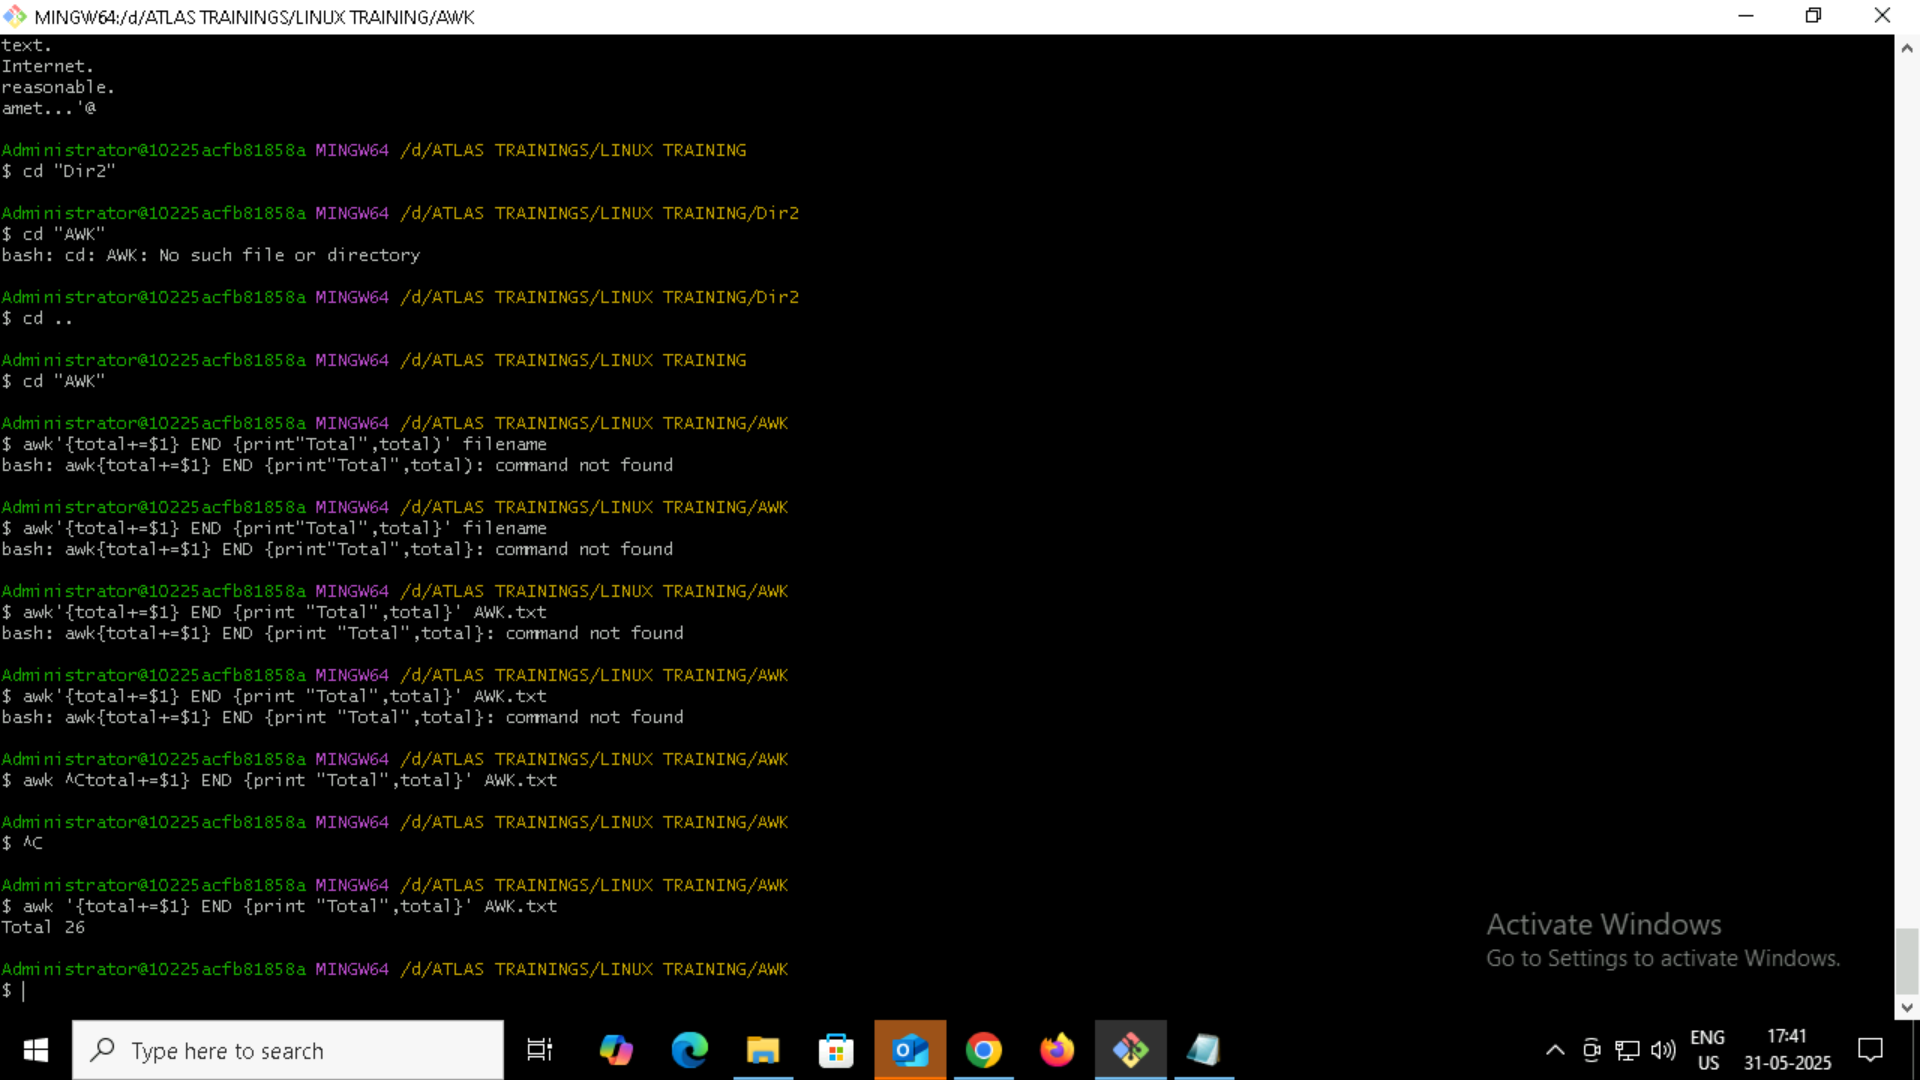 MINGW64:/d/ATLAS TRAININGS/LINUX TRAINING/AWK
text.
Internet.
reasonable.
amet...'@
Administrator@10225acfb81858a MINGW64 /d/ATLAS TRAININGS/LINUX TRAINING
$ cd "Dir2"
Administrator@10225acfb81858a MINGW64 /d/ATLAS TRAININGS/LINUX TRAINING/Dir2
$ cd "AWK"
bash: cd: AWK: No such file or directory
Administrator@10225acfb81858a MINGW64 /d/ATLAS TRAININGS/LINUX TRAINING/Dir2
$ cd ..
Administrator@10225acfb81858a MINGW64 /d/ATLAS TRAININGS/LINUX TRAINING
$ cd "AWK"
Administrator@10225acfb81858a MINGW64 /d/ATLAS TRAININGS/LINUX TRAINING/AWK
$ awk'{total+=$1} END {print"Total",total)' filename
bash: awk{total+=$1} END {print"Total",total): command not found
Administrator@10225acfb81858a MINGW64 /d/ATLAS TRAININGS/LINUX TRAINING/AWK
$ awk'{total+=$1} END {print"Total",total}' filename
bash: awk{total+=$1} END {print"Total",total}: command not found
Administrator@10225acfb81858a MINGW64 /d/ATLAS TRAININGS/LINUX TRAINING/AWK
$ awk'{total+=$1} END {print "Total",total}' AWK.txt
bash: awk{total+=$1} END {print "Total",total}: command not found
Administrator@10225acfb81858a MINGW64 /d/ATLAS TRAININGS/LINUX TRAINING/AWK
$ awk'{total+=$1} END {print "Total",total}' AWK.txt
bash: awk{total+=$1} END {print "Total",total}: command not found
Administrator@10225acfb81858a MINGW64 /d/ATLAS TRAININGS/LINUX TRAINING/AWK
$ awk ^Ctotal+=$1} END {print "Total",total}' AWK.txt
Administrator@10225acfb81858a MINGW64 /d/ATLAS TRAININGS/LINUX TRAINING/AWK
$ ^C
Administrator@10225acfb81858a MINGW64 /d/ATLAS TRAININGS/LINUX TRAINING/AWK
$ awk '{total+=$1} END {print "Total",total}' AWK.txt
Total 26
Administrator@10225acfb81858a MINGW64 /d/ATLAS TRAININGS/LINUX TRAINING/AWK
$
Activate Windows
Go to Settings to activate Windows.
Type here to search
ENG
US
17:41
31-05-2025